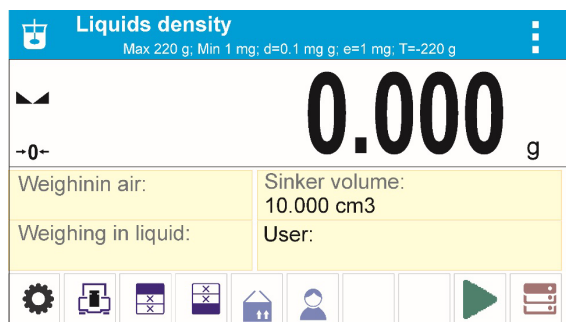 Liquids density
Max 220 g; Min 1 mg; d=0.1 mg g; e=1 mg; T=-220 g
0.000 g
→0←
Weighinin air:
Sinker volume:
10.000 cm3
Weighing in liquid:
User: